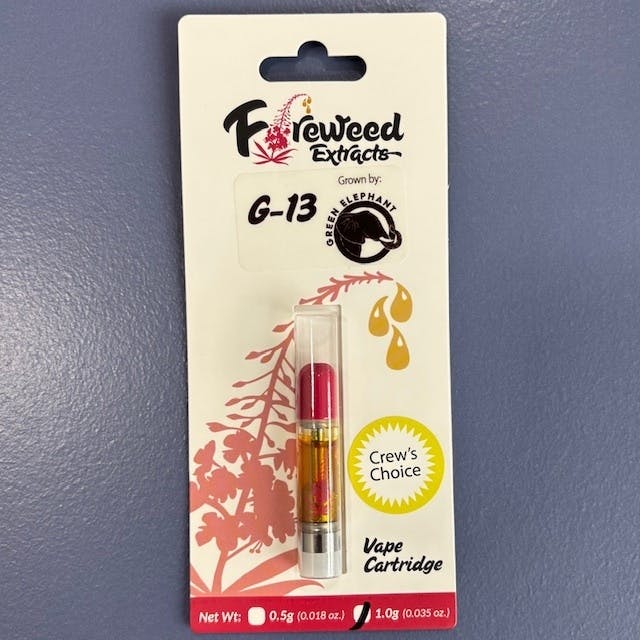 Fireweed
Extracts
Grown by:
G-13
GREEN ELEPHANT
Crew's
Choice
Vape
Cartridge
Net Wt: 0.5g (0.018 oz.) 1.0g (0.035 oz.)